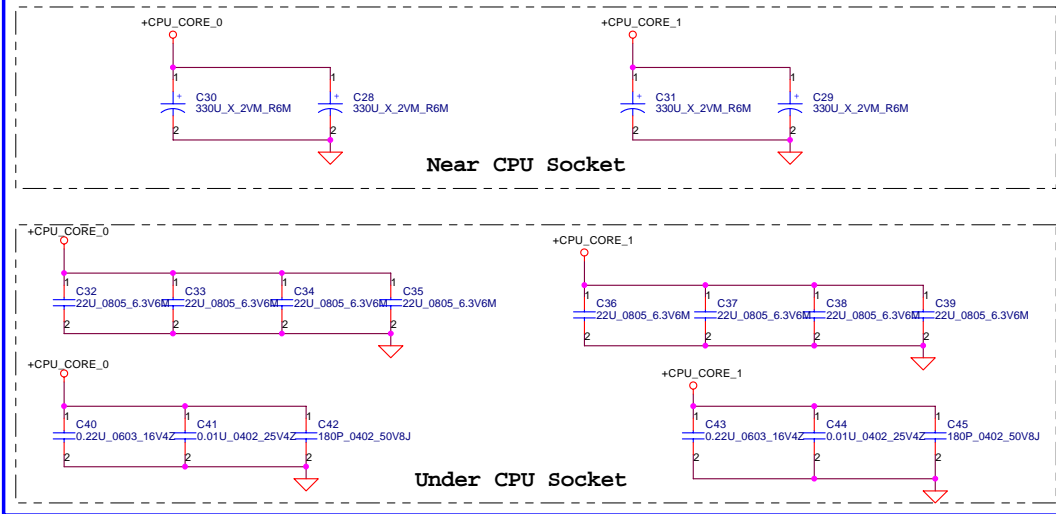 +CPU_CORE_0
+CPU_CORE_1
1 1 1 1
+ C30 + C28 + C31 + C29
330U_X_2VM_R6M 330U_X_2VM_R6M 330U_X_2VM_R6M 330U_X_2VM_R6M
2 2 2 2
Near CPU Socket
+CPU_CORE_0
+CPU_CORE_1
1 1 1 1
C32 C33 C34 C35
22U_0805_6.3V6M 22U_0805_6.3V6M 22U_0805_6.3V6M 22U_0805_6.3V6M
2 2 2 2
1 1 1 1
C36 C37 C38 C39
22U_0805_6.3V6M 22U_0805_6.3V6M 22U_0805_6.3V6M 22U_0805_6.3V6M
2 2 2 2
+CPU_CORE_0
+CPU_CORE_1
1 1 1
C40 C41 C42
0.22U_0603_16V4Z 0.01U_0402_25V4Z 180P_0402_50V8J
2 2 2
1 1 1
C43 C44 C45
0.22U_0603_16V4Z 0.01U_0402_25V4Z 180P_0402_50V8J
2 2 2
Under CPU Socket